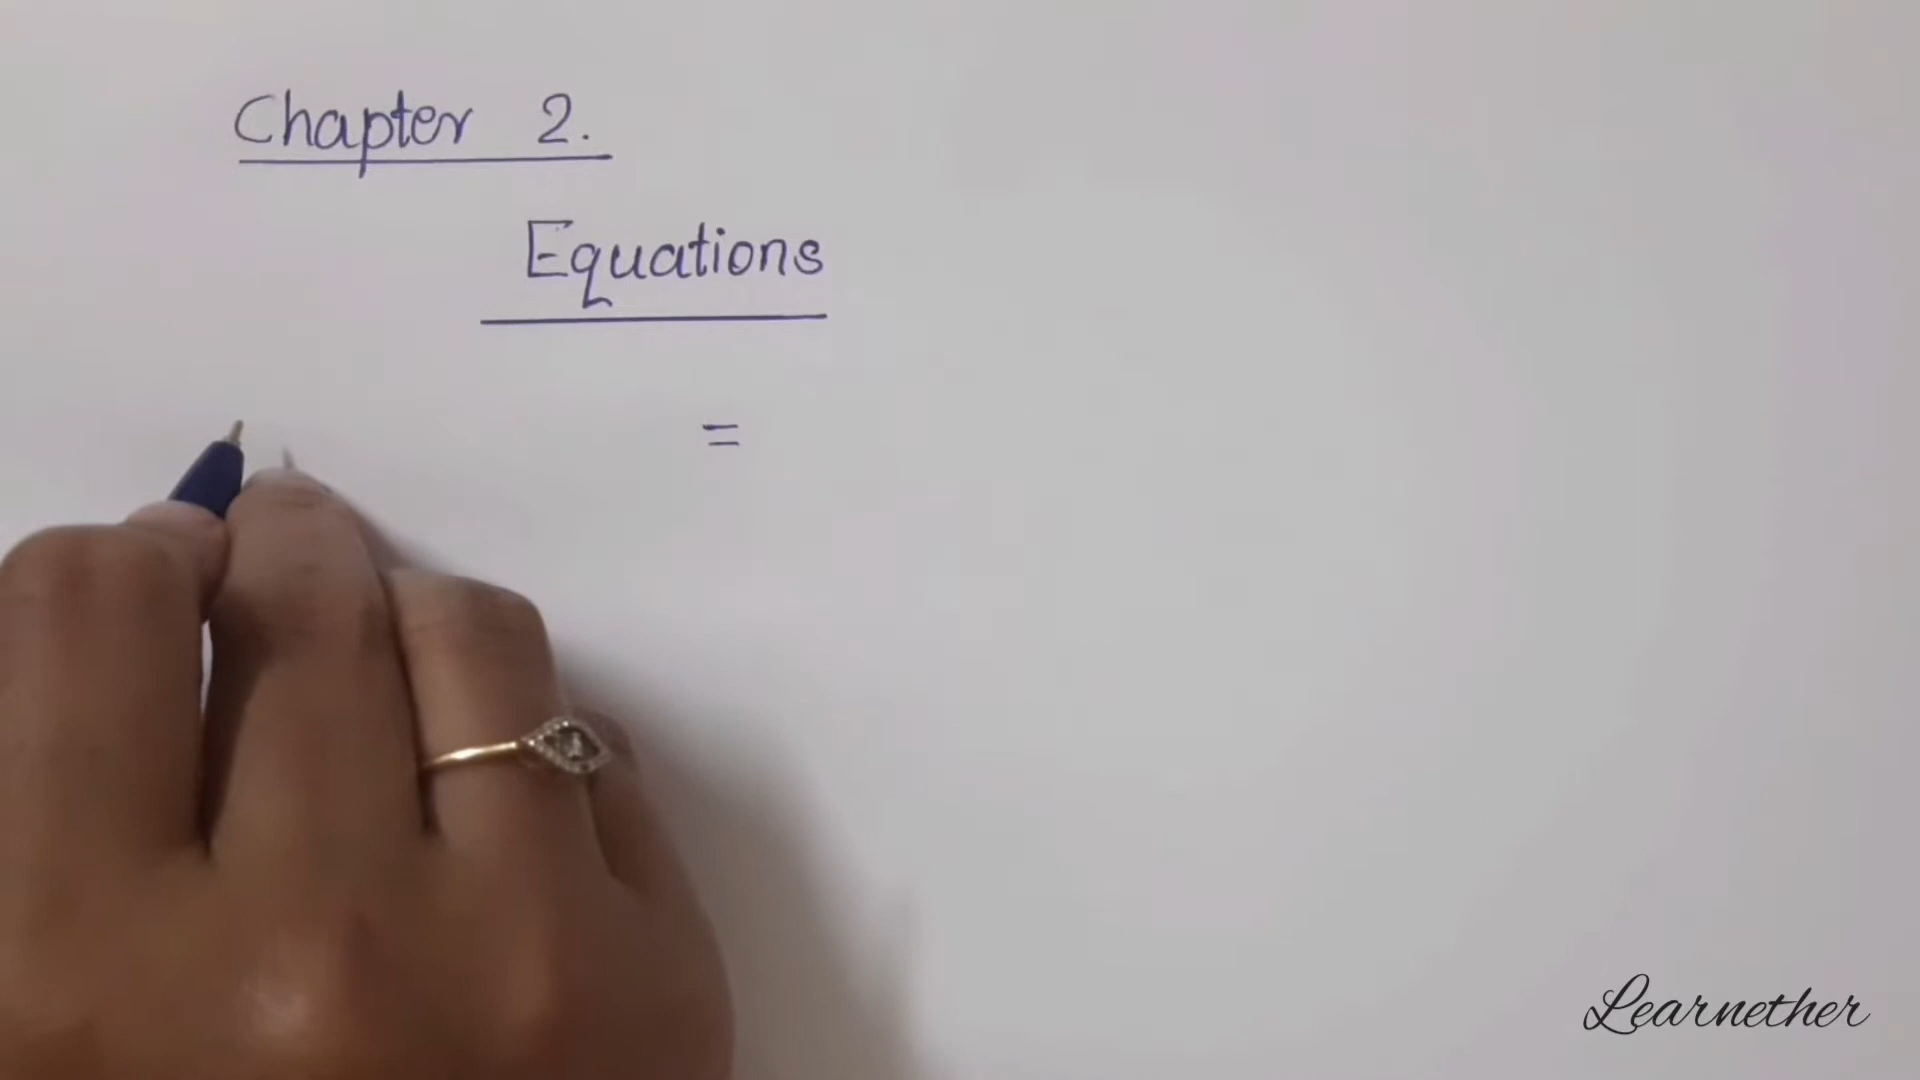 Chapter 2.
Equations
=
Learnether